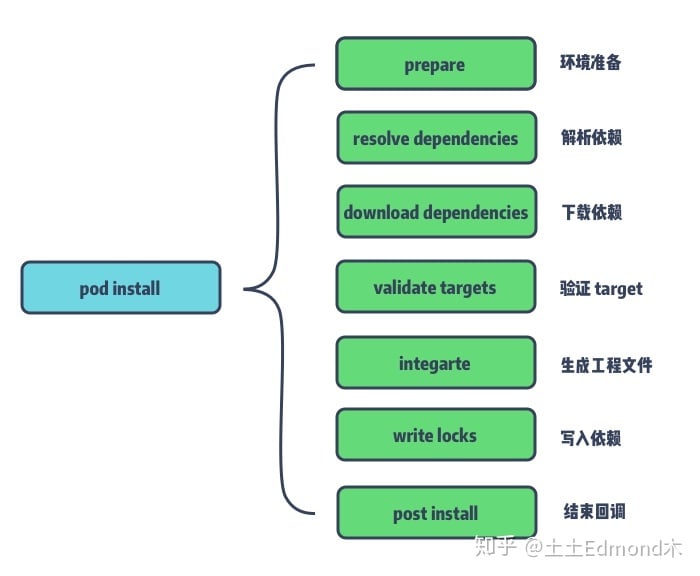 prepare 环境准备
resolve dependencies 解析依赖
download dependencies 下载依赖
pod install
validate targets 验证 target
integarte 生成工程文件
write locks 写入依赖
post install 结束回调
知乎 @土土Edmond木